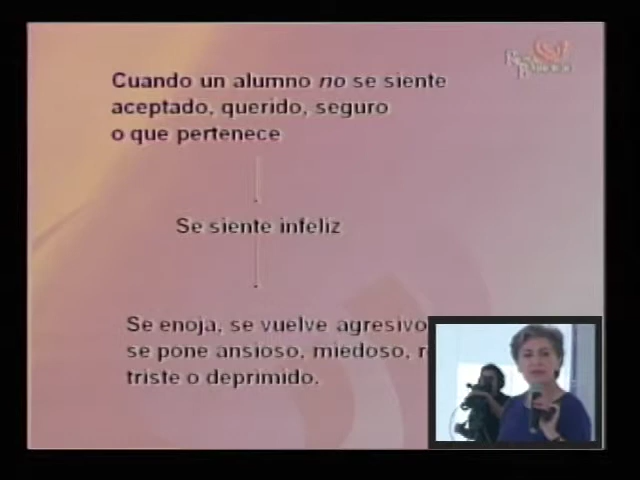 Cuando un alumno no se siente
aceptado, querido, seguro
o que pertenece
Se siente infeliz
Se enoja, se vuelve agresivo
se pone ansioso, miedoso,
triste o deprimido.